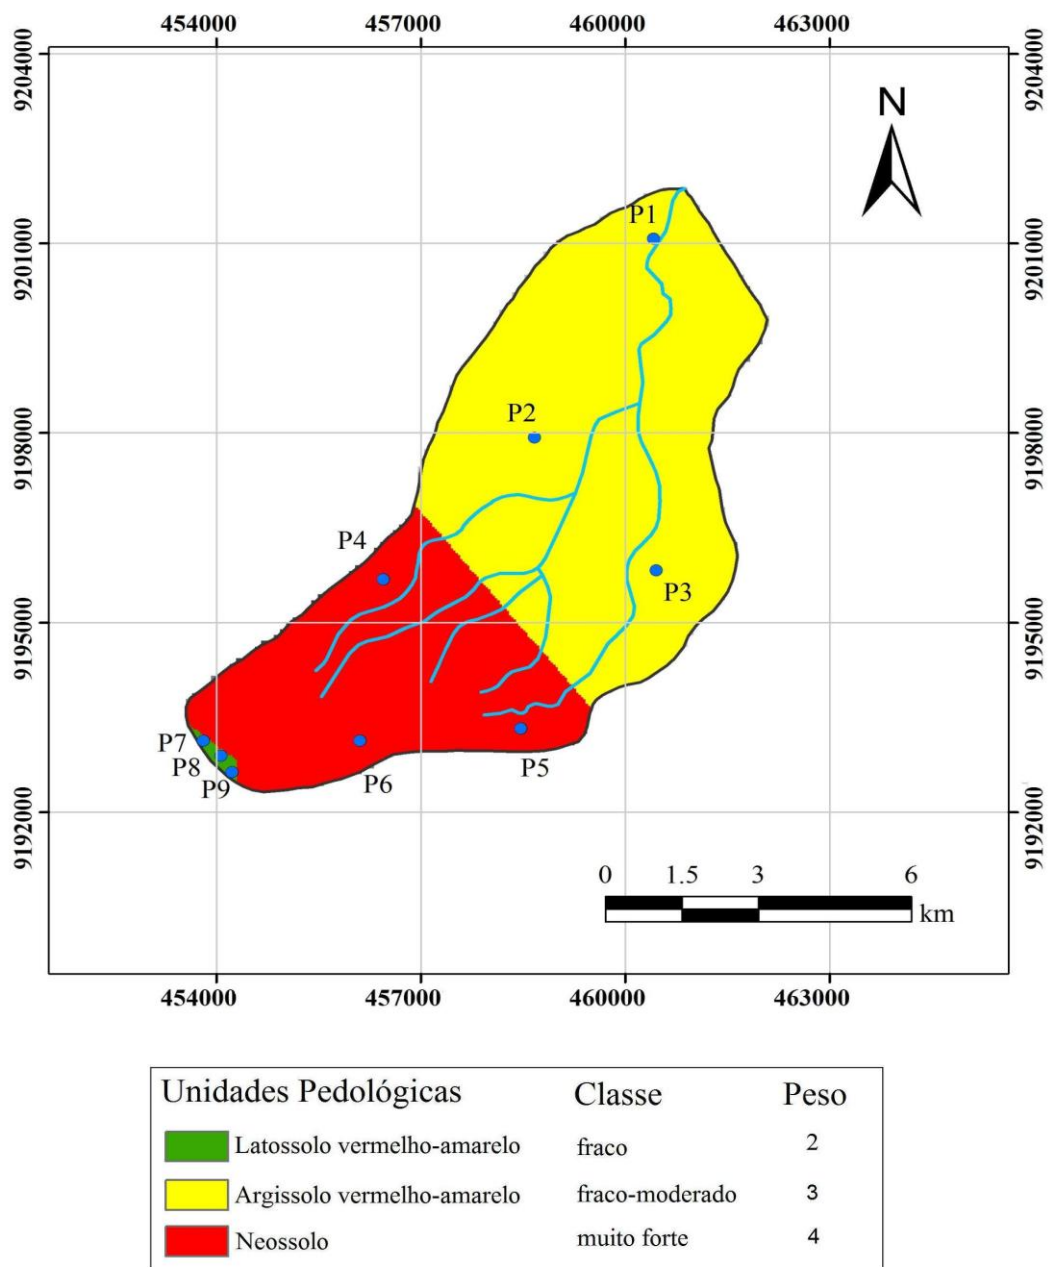 454000 457000 460000 463000
9204000 9204000
N
P1
9201000 9201000
P2
9198000 9198000
P4
P3
9195000 9195000
P7
P8
P9 P6 P5
9192000 9192000
0 1.5 3 6
km
454000 457000 460000 463000
Unidades Pedológicas Classe Peso
Latossolo vermelho-amarelo fraco 2
Argissolo vermelho-amarelo fraco-moderado 3
Neossolo muito forte 4